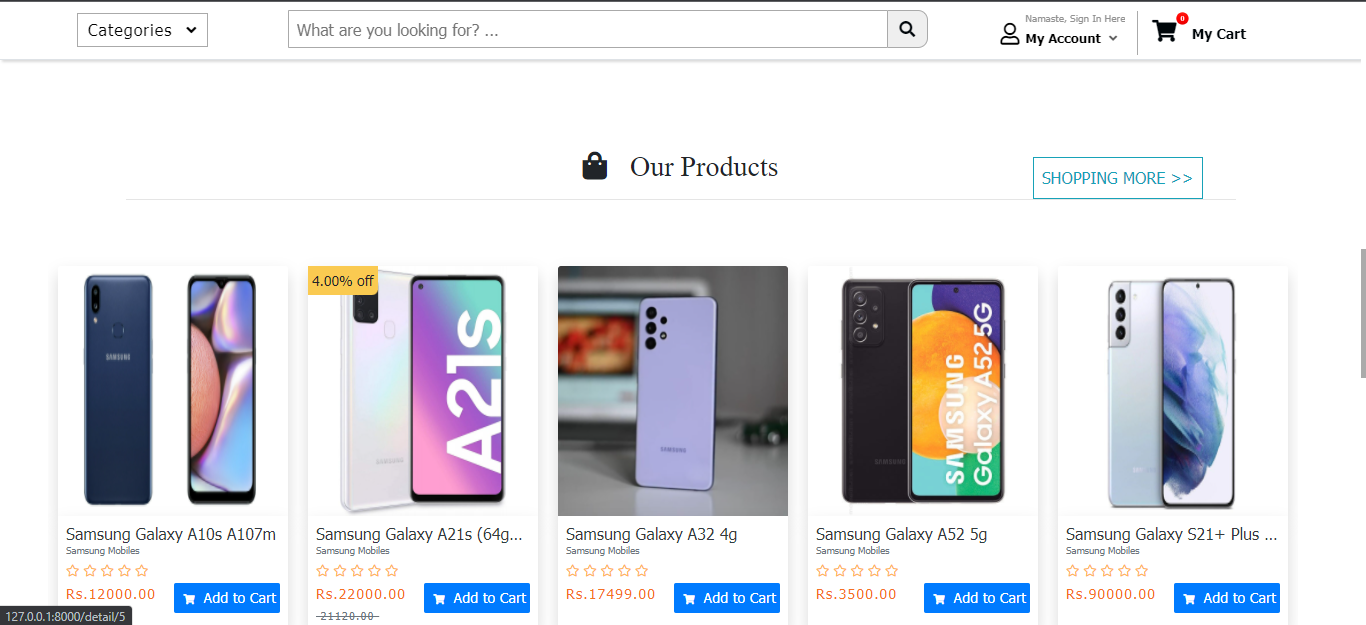 Categories
What are you looking for? ...
Namaste, Sign In Here
My Account
0
My Cart
Our Products
SHOPPING MORE >>
SAMSUNG
4.00% off
A21s
SAMSUNG
SAMSUNG
SAMSUNG
SAMSUNG
Galaxy A52 5G
Samsung Galaxy A10s A107m
Samsung Mobiles
Rs.12000.00
Add to Cart
Samsung Galaxy A21s (64g...
Samsung Mobiles
Rs.22000.00
Add to Cart
21120.00
Samsung Galaxy A32 4g
Samsung Mobiles
Rs.17499.00
Add to Cart
Samsung Galaxy A52 5g
Samsung Mobiles
Rs.3500.00
Add to Cart
Samsung Galaxy S21+ Plus ...
Samsung Mobiles
Rs.90000.00
Add to Cart
127.0.0.1:8000/detail/5